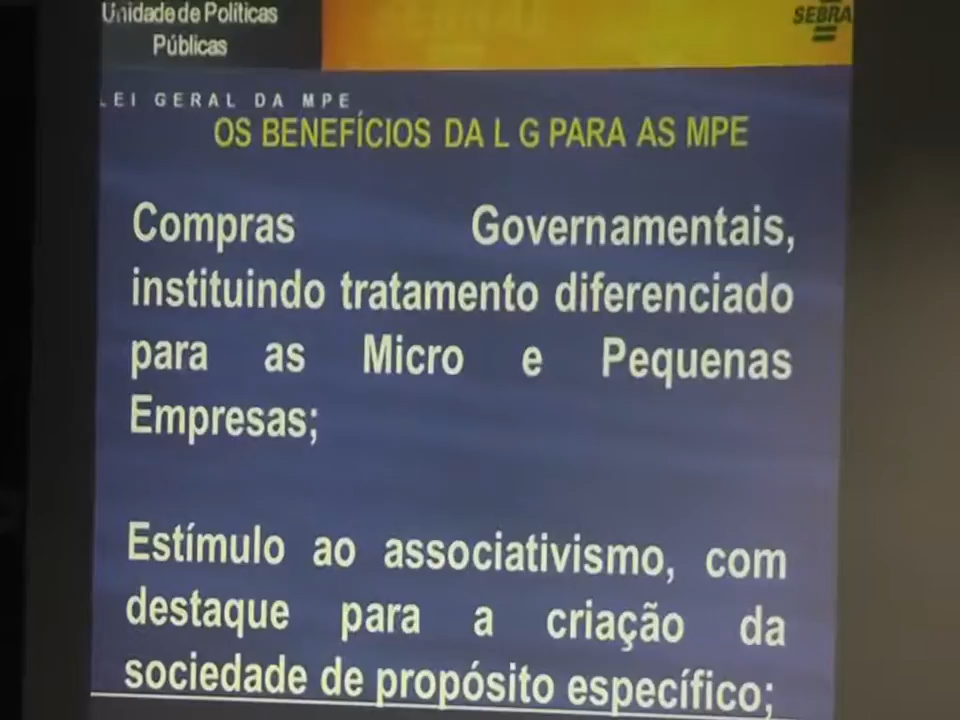 Unidade de Políticas
Públicas
SEBRA
LEI GERAL DA MPE
OS BENEFÍCIOS DA L G PARA AS MPE
Compras Governamentais,
instituindo tratamento diferenciado
para as Micro e Pequenas
Empresas;
Estímulo ao associativismo, com
destaque para a criação da
sociedade de propósito específico;